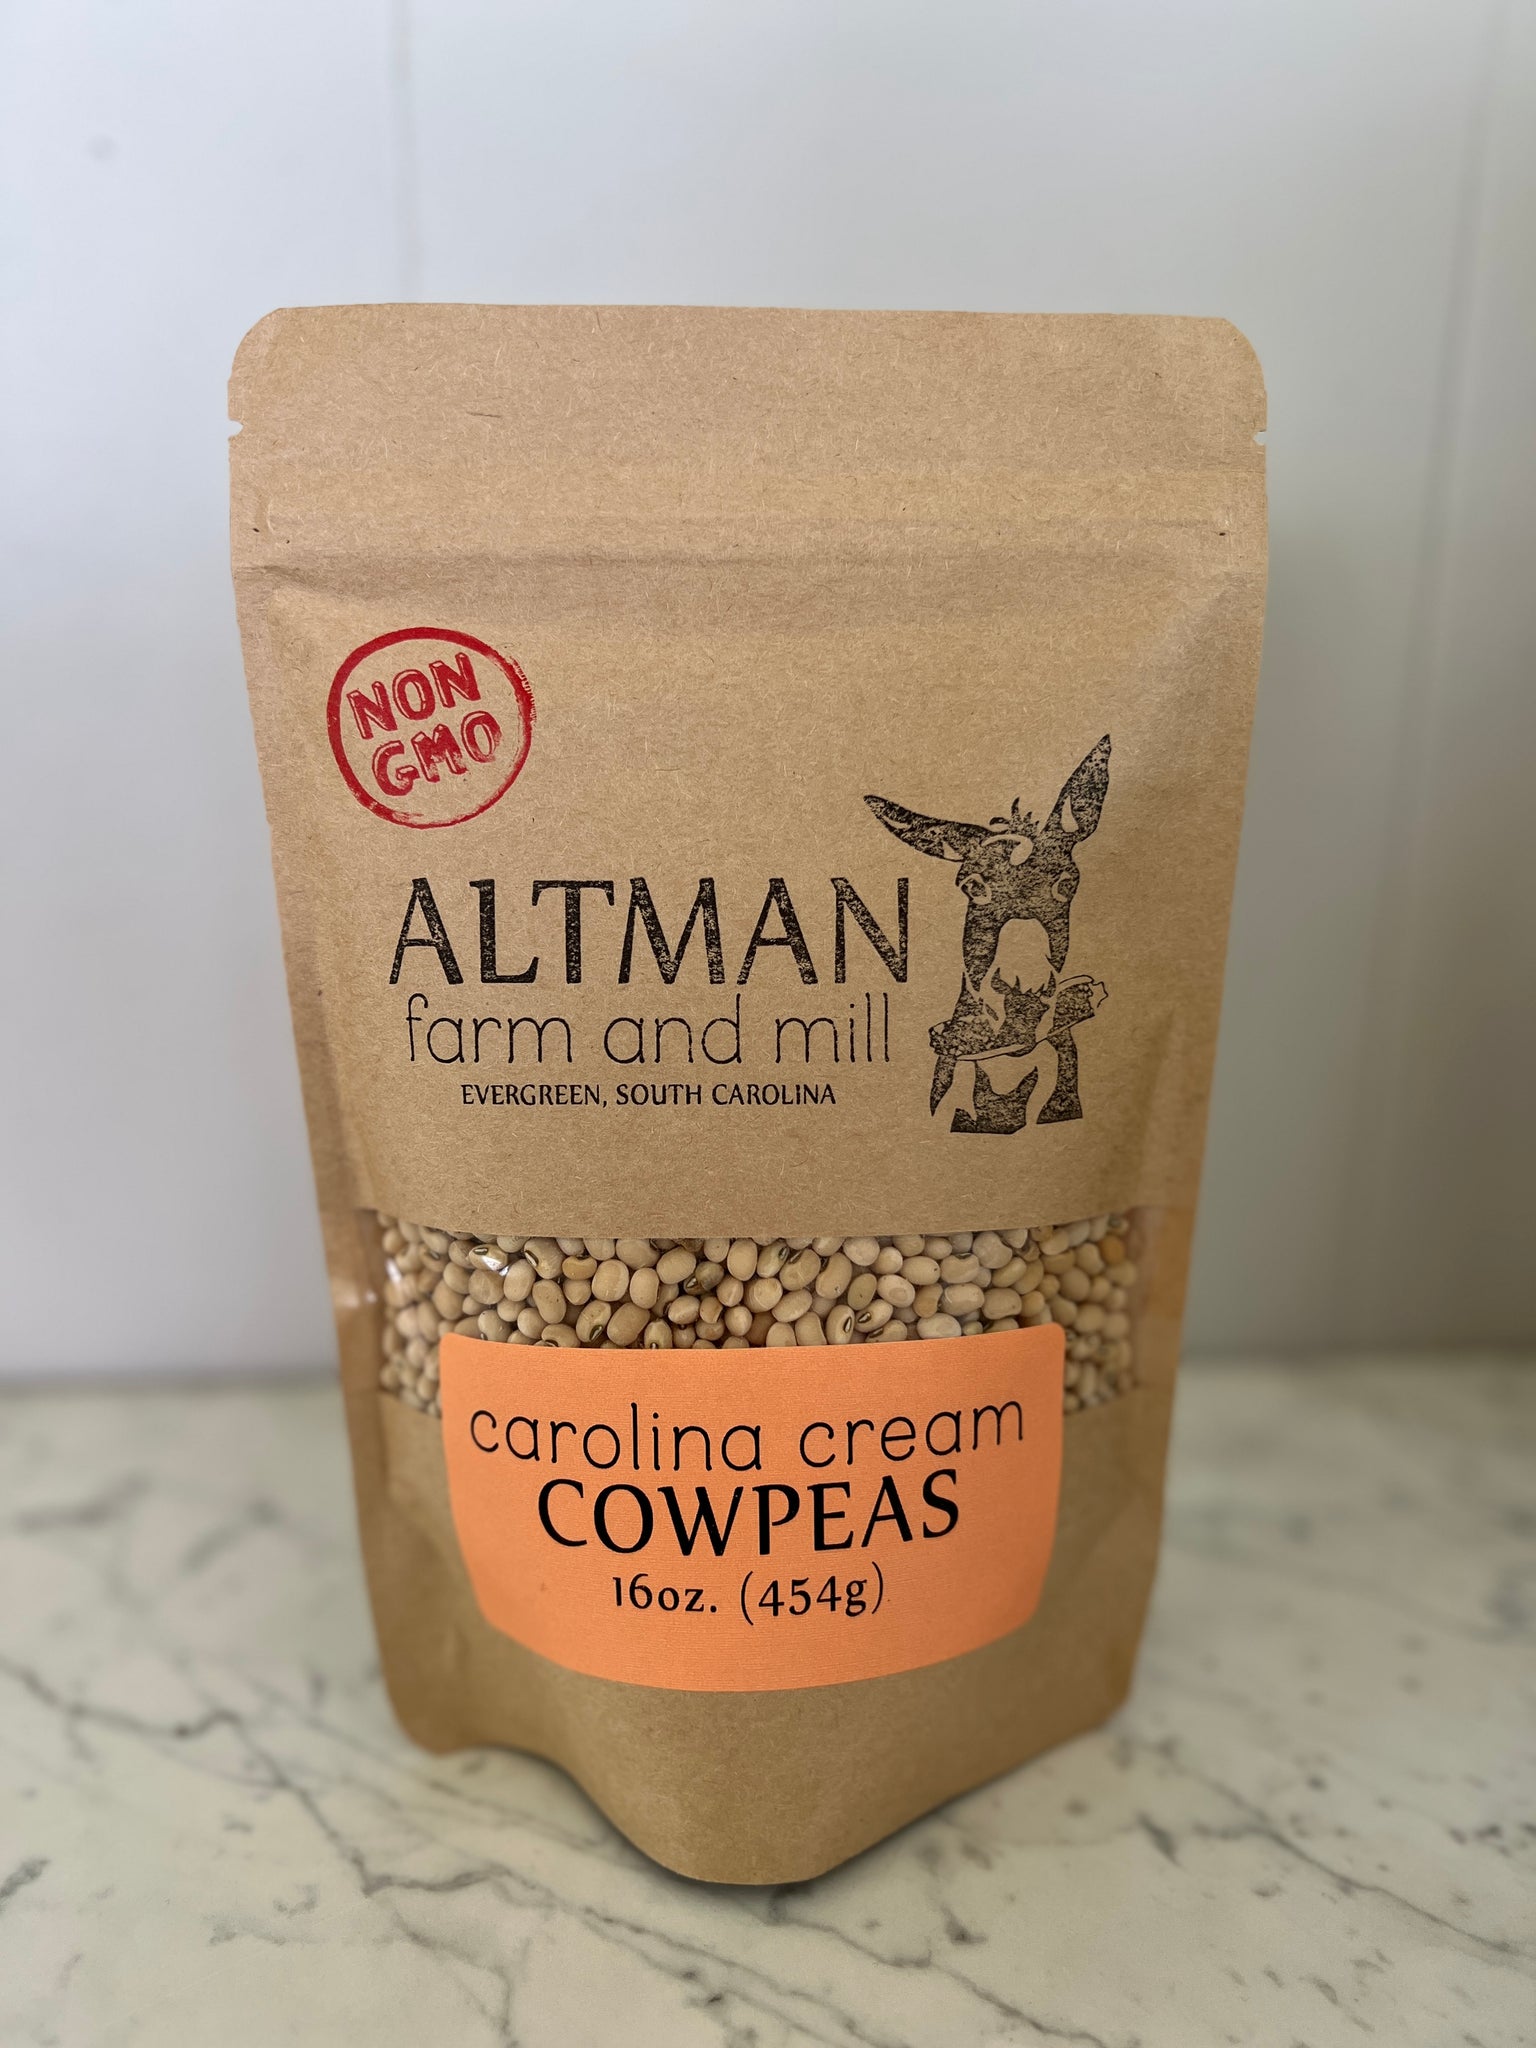 NON
GMO
ALTMAN
farm and mill
EVERGREEN, SOUTH CAROLINA
carolina cream
COWPEAS
16oz. (454g)